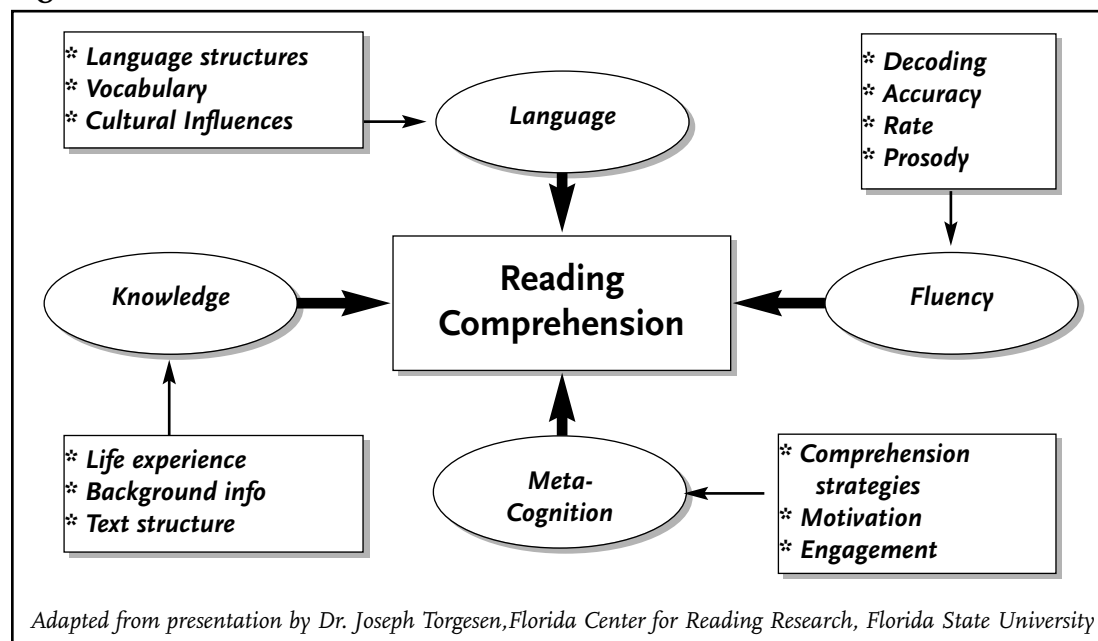 * Language structures
* Vocabulary
* Cultural Influences
Language
* Decoding
* Accuracy
* Rate
* Prosody
Knowledge
Reading
Comprehension
Fluency
* Life experience
* Background info
* Text structure
Meta-
Cognition
* Comprehension
strategies
* Motivation
* Engagement
Adapted from presentation by Dr. Joseph Torgesen,Florida Center for Reading Research, Florida State University